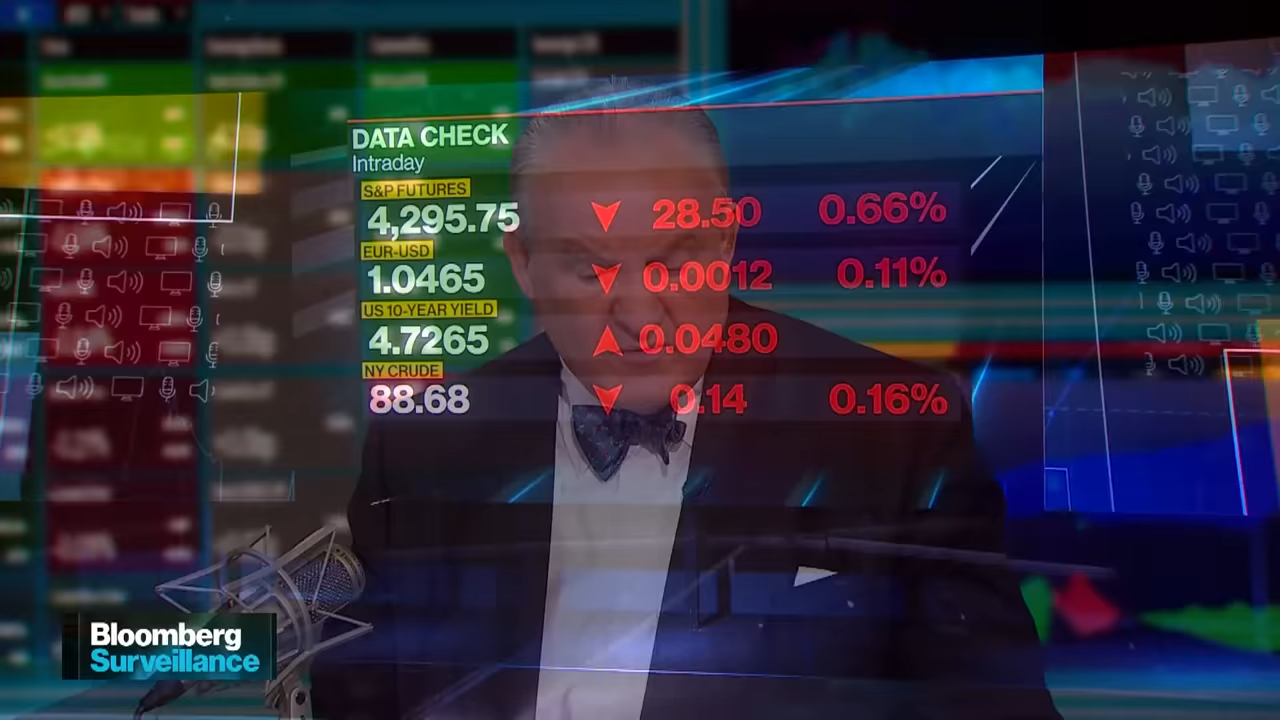 DATA CHECK
Intraday
S&P FUTURES
4,295.75 ▼ 28.50 0.66%
EUR-USD
1.0465 ▼ 0.0012 0.11%
US 10-YEAR YIELD
4.7265 ▲ 0.0480
NY CRUDE
88.68 ▼ 0.14 0.16%
Bloomberg
Surveillance